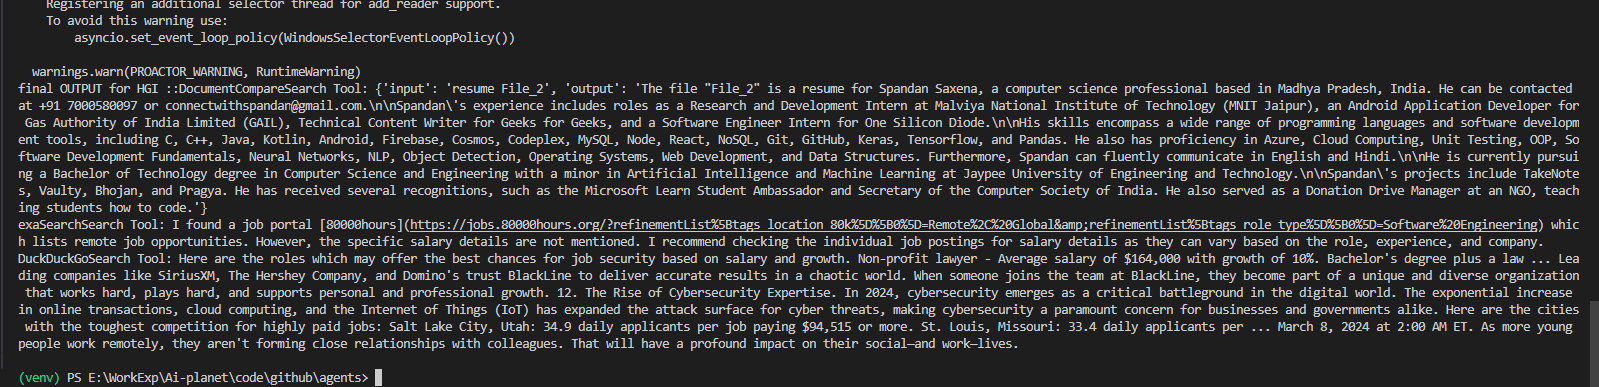 Registering an additional selector thread for add_reader support.
To avoid this warning use:
asyncio.set_event_loop_policy(WindowsSelectorEventLoopPolicy())
warnings.warn(PROACTOR_WARNING, RuntimeWarning)
final OUTPUT for HGI ::DocumentCompareSearch Tool: {'input': 'resume File_2', 'output': 'The file "File_2" is a resume for Spandan Saxena, a computer science professional based in Madhya Pradesh, India. He can be contacted
at +91 7000580097 or connectwithspandan@gmail.com.\n\nSpandan\'s experience includes roles as a Research and Development Intern at Malviya National Institute of Technology (MNIT Jaipur), an Android Application Developer for
Gas Authority of India Limited (GAIL), Technical Content Writer for Geeks for Geeks, and a Software Engineer Intern for One Silicon Diode.\n\nHis skills encompass a wide range of programming languages and software developm
ent tools, including C, C++, Java, Kotlin, Android, Firebase, Cosmos, Codeplex, MySQL, Node, React, NoSQL, Git, GitHub, Keras, Tensorflow, and Pandas. He also has proficiency in Azure, Cloud Computing, Unit Testing, OOP, So
ftware Development Fundamentals, Neural Networks, NLP, Object Detection, Operating Systems, Web Development, and Data Structures. Furthermore, Spandan can fluently communicate in English and Hindi.\n\nHe is currently pursui
ng a Bachelor of Technology degree in Computer Science and Engineering with a minor in Artificial Intelligence and Machine Learning at Jaypee University of Engineering and Technology.\n\nSpandan\'s projects include TakeNote
s, Vaulty, Bhojan, and Pragya. He has received several recognitions, such as the Microsoft Learn Student Ambassador and Secretary of the Computer Society of India. He also served as a Donation Drive Manager at an NGO, teach
ing students how to code.'}
exaSearchSearch Tool: I found a job portal [80000hours](https://jobs.80000hours.org/?refinementList%5Btags_location_80k%5D%5B0%5D=Remote%2C%20Global&amp;refinementList%5Btags_role_type%5D%5B0%5D=Software%20Engineering) whic
h lists remote job opportunities. However, the specific salary details are not mentioned. I recommend checking the individual job postings for salary details as they can vary based on the role, experience, and company.
DuckDuckGoSearch Tool: Here are the roles which may offer the best chances for job security based on salary and growth. Non-profit lawyer - Average salary of $164,000 with growth of 10%. Bachelor's degree plus a law ... Lea
ding companies like SiriusXM, The Hershey Company, and Domino's trust BlackLine to deliver accurate results in a chaotic world. When someone joins the team at BlackLine, they become part of a unique and diverse organization
that works hard, plays hard, and supports personal and professional growth. 12. The Rise of Cybersecurity Expertise. In 2024, cybersecurity emerges as a critical battleground in the digital world. The exponential increase
in online transactions, cloud computing, and the Internet of Things (IoT) has expanded the attack surface for cyber threats, making cybersecurity a paramount concern for businesses and governments alike. Here are the cities
with the toughest competition for highly paid jobs: Salt Lake City, Utah: 34.9 daily applicants per job paying $94,515 or more. St. Louis, Missouri: 33.4 daily applicants per ... March 8, 2024 at 2:00 AM ET. As more young
people work remotely, they aren't forming close relationships with colleagues. That will have a profound impact on their social—and work—lives.
(venv) PS E:\WorkExp\Ai-planet\code\github\agents>